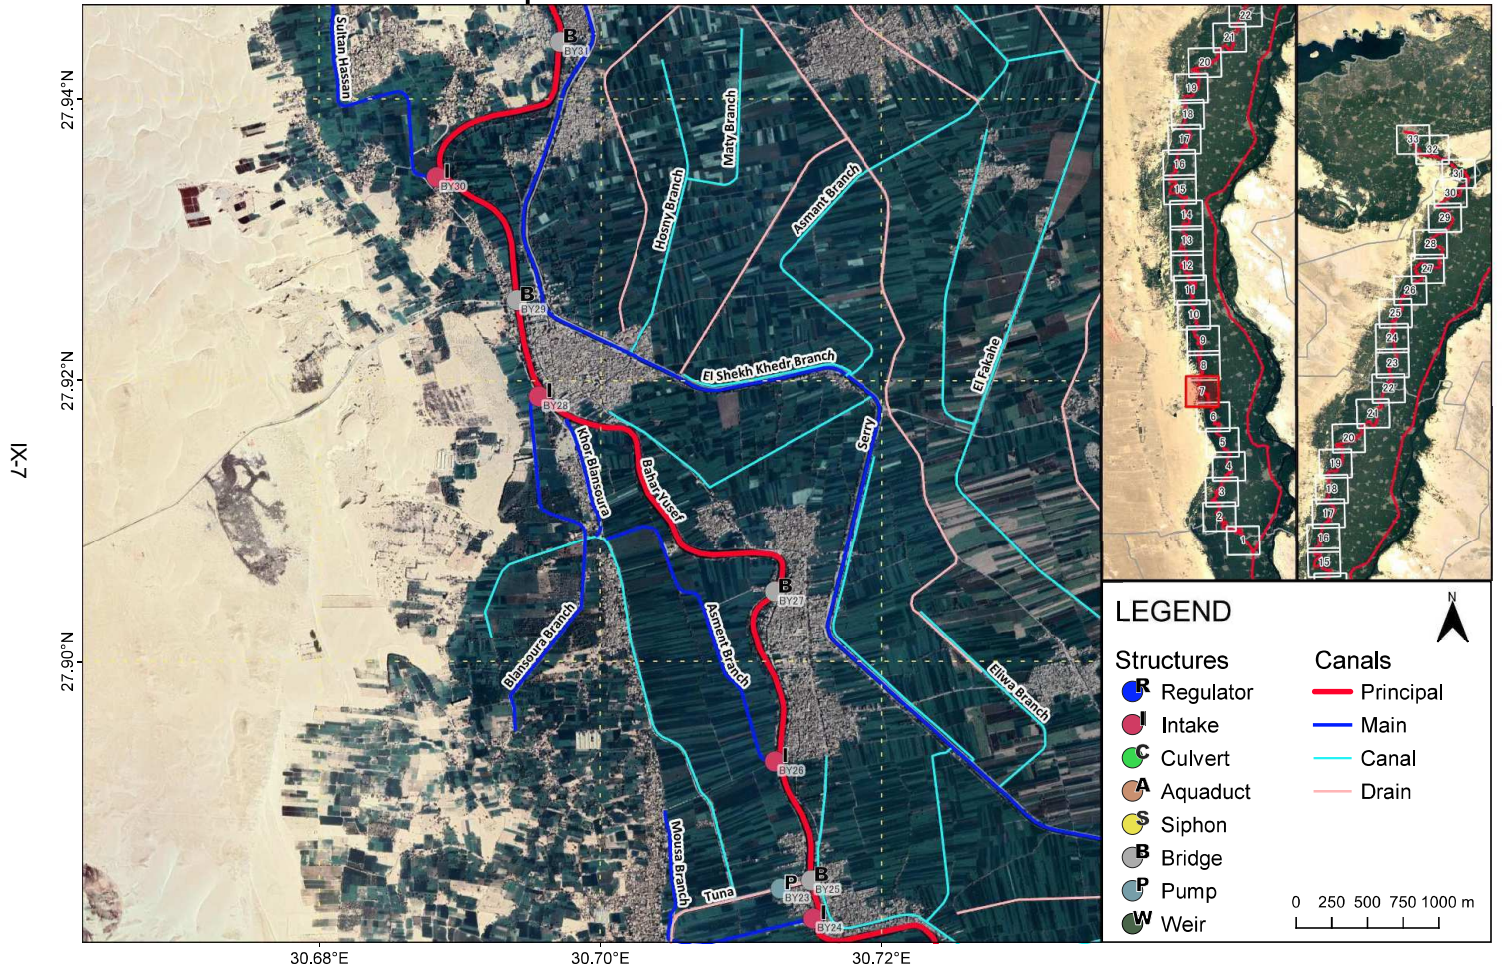 IX-7
27.94°N
27.92°N
27.90°N
30.68°E
30.70°E
30.72°E
Sultan Hassan
B
BY31
I
BY30
Hosny Branch
Maty Branch
Asmant Branch
B
BY29
El Shekh Khedr Branch
El Fakahe
I
BY28
Khor Blansoura
Bahar Yusef
Serry
B
BY27
Blansoura Branch
Asment Branch
Eliwa Branch
I
BY26
Mousa Branch
Tuna
P
BY23
B
BY25
I
BY24
22
21
20
19
18
17
16
15
14
13
12
11
10
9
8
7
6
5
4
3
2
1
33
32
31
30
29
28
27
26
25
24
23
22
21
20
19
18
17
16
15
LEGEND
N
Structures
R Regulator
I Intake
C Culvert
A Aquaduct
S Siphon
B Bridge
P Pump
W Weir
Canals
Principal
Main
Canal
Drain
0 250 500 750 1000 m